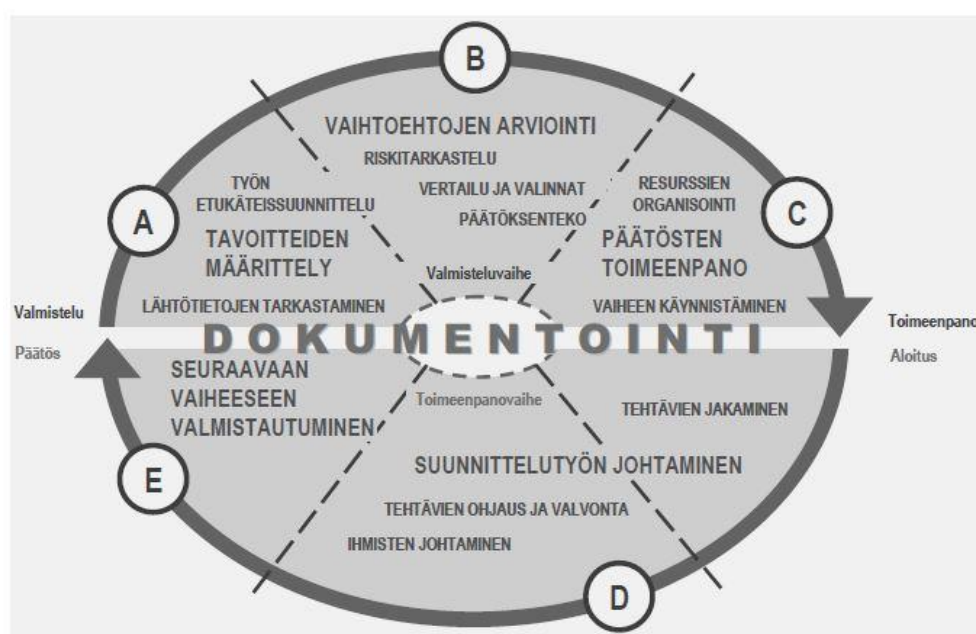 B
VAIHTOEHTOJEN ARVIOINTI
RISKITARKASTELU
VERTAILU JA VALINNAT
PÄÄTÖKSENTEKO
A
TYÖN
ETUKÄTEISSUUNNITTELU
TAVOITTEIDEN
MÄÄRITTELY
LÄHTÖTIETOJEN TARKASTAMINEN
C
RESURSSIEN
ORGANISOINTI
PÄÄTÖSTEN
TOIMEENPANO
VAIHEEN KÄYNNISTÄMINEN
Valmisteluvaihe
Valmistelu
Toimeenpano
DOKUMENTOINTI
Päätös
Aloitus
Toimeenpanovaihe
SEURAAVAAN
VAIHEESEEN
VALMISTAUTUMINEN
E
TEHTÄVIEN JAKAMINEN
SUUNNITTELUTYÖN JOHTAMINEN
TEHTÄVIEN OHJAUS JA VALVONTA
IHMISTEN JOHTAMINEN
D